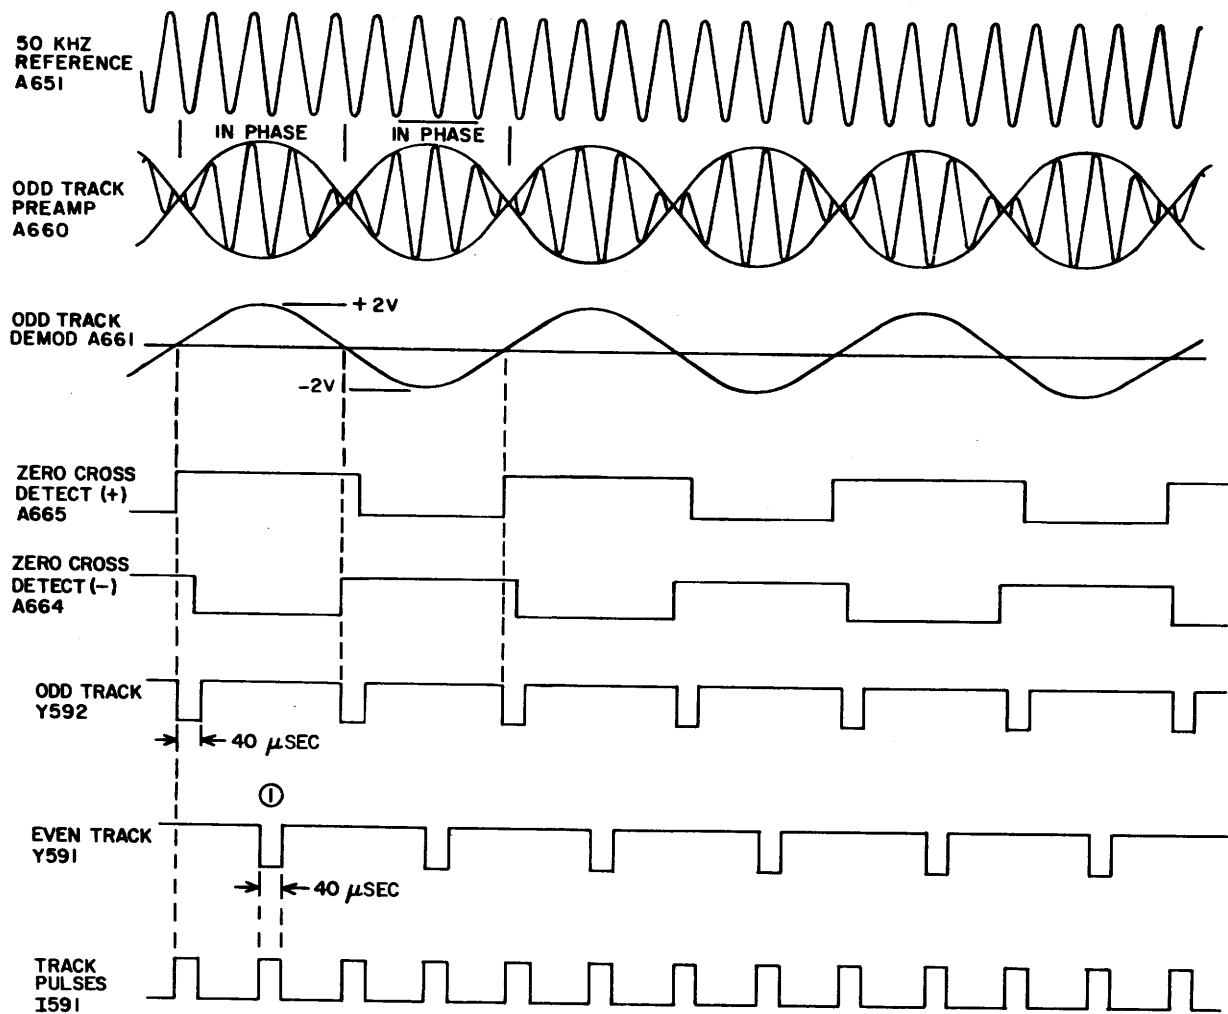 50 KHZ
REFERENCE
A651
IN PHASE
IN PHASE
ODD TRACK
PREAMP
A660
+2V
ODD TRACK
DEMOD A661
-2V
ZERO CROSS
DETECT (+)
A665
ZERO CROSS
DETECT (-)
A664
ODD TRACK
Y592
40 μSEC
1
EVEN TRACK
Y591
40 μSEC
TRACK
PULSES
I591